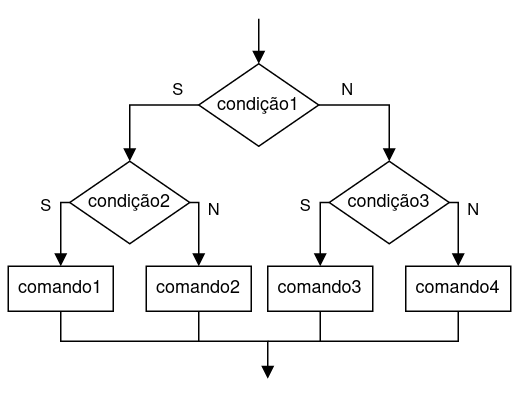 S
N
condição1
condição2
condição3
S
N
S
N
comando1
comando2
comando3
comando4